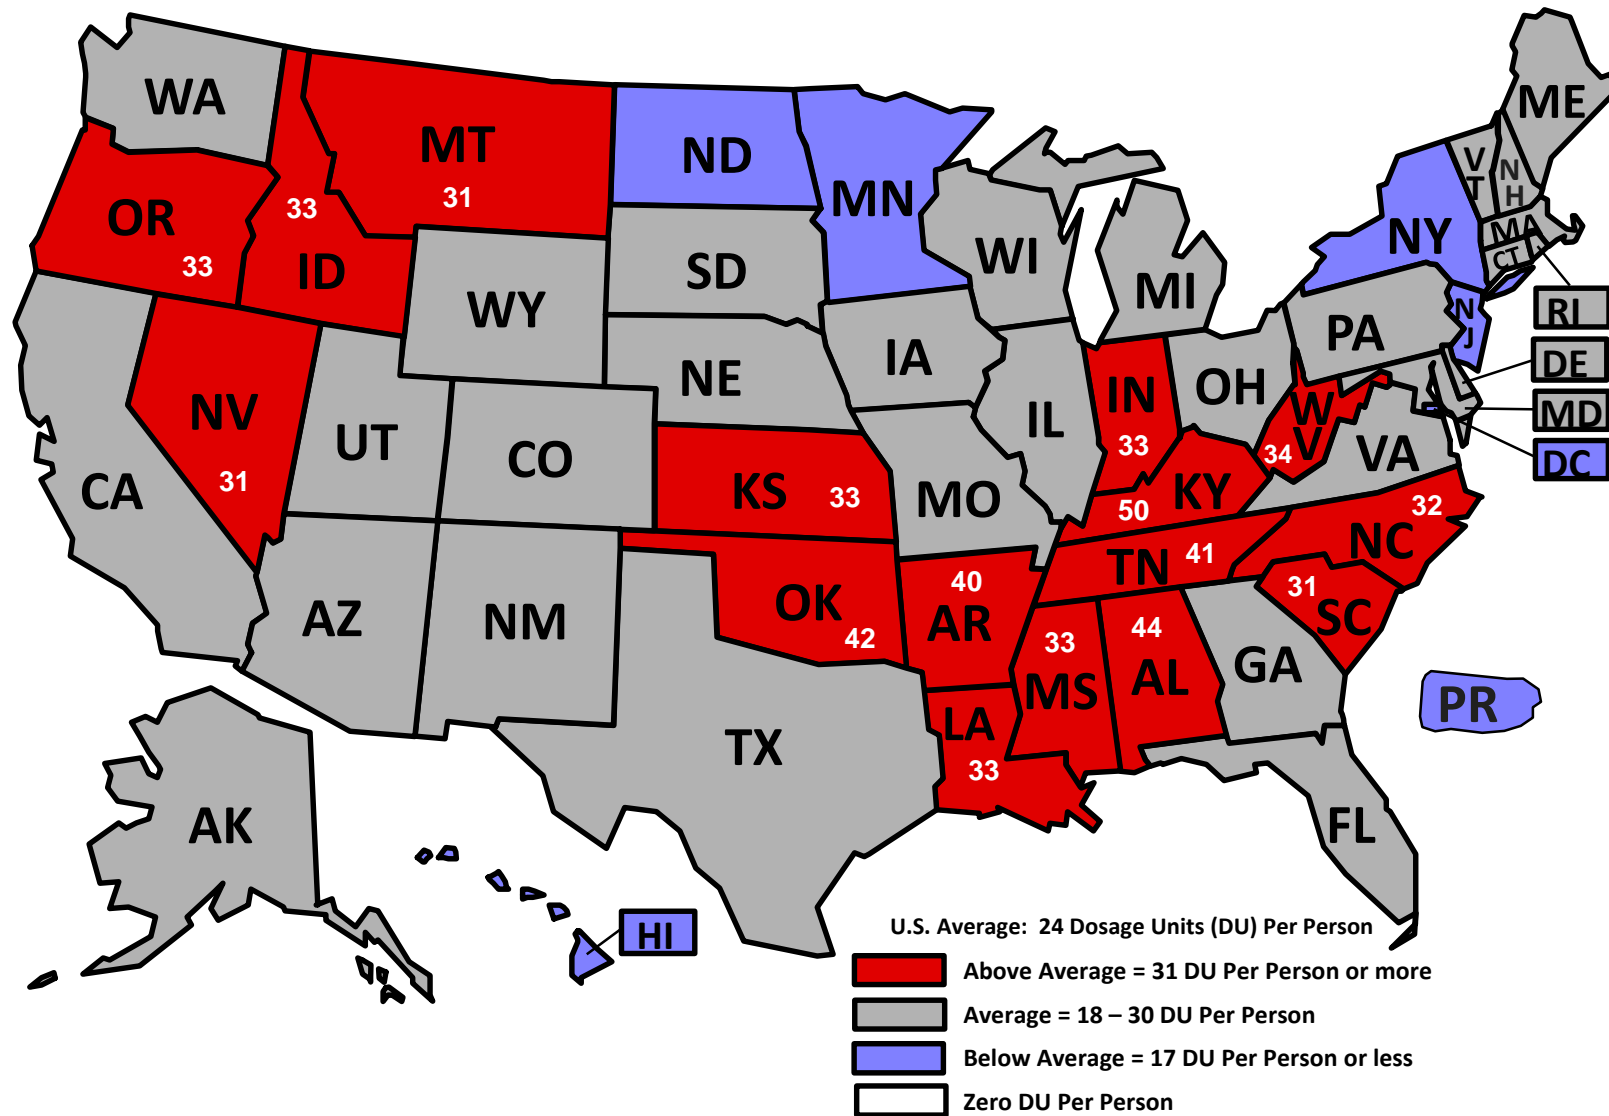 WA
MT
ND
MN
ME
VT
NH
OR
33
33
31
ID
SD
WI
MI
NY
MA
CT
RI
WY
IA
PA
NJ
DE
NE
OH
MD
NV
31
UT
CO
KS
33
MO
IL
IN
33
WV
34
VA
DC
CA
KY
50
NC
32
TN
41
AZ
NM
OK
42
40
AR
33
MS
44
AL
GA
31
SC
PR
TX
LA
33
FL
AK
HI
U.S. Average: 24 Dosage Units (DU) Per Person
Above Average = 31 DU Per Person or more
Average = 18 – 30 DU Per Person
Below Average = 17 DU Per Person or less
Zero DU Per Person